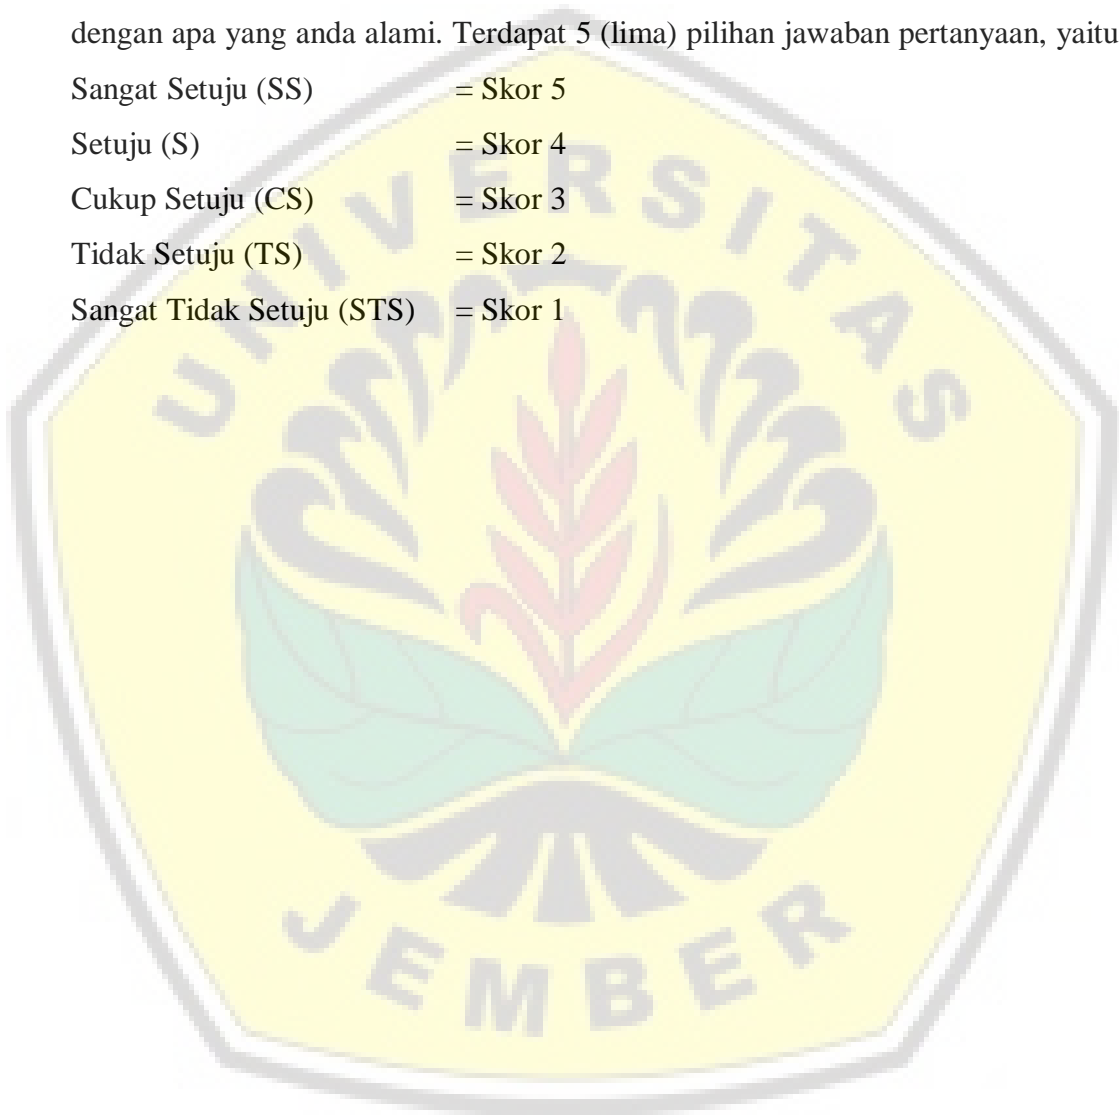 dengan apa yang anda alami. Terdapat 5 (lima) pilihan jawaban pertanyaan, yaitu
Sangat Setuju (SS) = Skor 5
Setuju (S) = Skor 4
Cukup Setuju (CS) = Skor 3
Tidak Setuju (TS) = Skor 2
Sangat Tidak Setuju (STS) = Skor 1
UNIVERSITAS
JEMBER